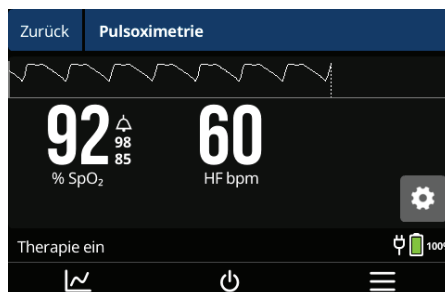 Zurück Pulsoximetrie
92 98 60
85
% SpO₂ HF bpm
Therapie ein 100%